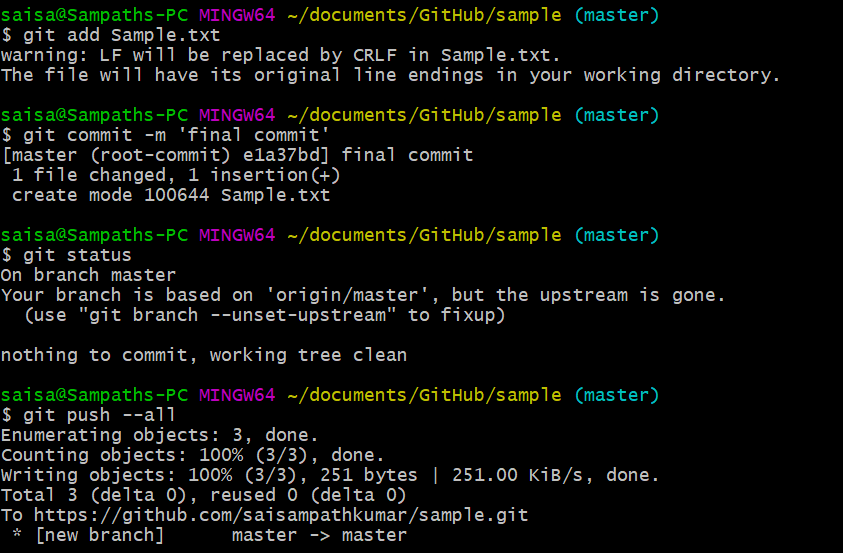 saisa@Sampaths-PC MINGW64 ~/documents/GitHub/sample (master)
$ git add Sample.txt
warning: LF will be replaced by CRLF in Sample.txt.
The file will have its original line endings in your working directory.

saisa@Sampaths-PC MINGW64 ~/documents/GitHub/sample (master)
$ git commit -m 'final commit'
[master (root-commit) e1a37bd] final commit
 1 file changed, 1 insertion(+)
 create mode 100644 Sample.txt

saisa@Sampaths-PC MINGW64 ~/documents/GitHub/sample (master)
$ git status
On branch master
Your branch is based on 'origin/master', but the upstream is gone.
  (use "git branch --unset-upstream" to fixup)

nothing to commit, working tree clean

saisa@Sampaths-PC MINGW64 ~/documents/GitHub/sample (master)
$ git push --all
Enumerating objects: 3, done.
Counting objects: 100% (3/3), done.
Writing objects: 100% (3/3), 251 bytes | 251.00 KiB/s, done.
Total 3 (delta 0), reused 0 (delta 0)
To https://github.com/saisampathkumar/sample.git
 * [new branch]      master -> master